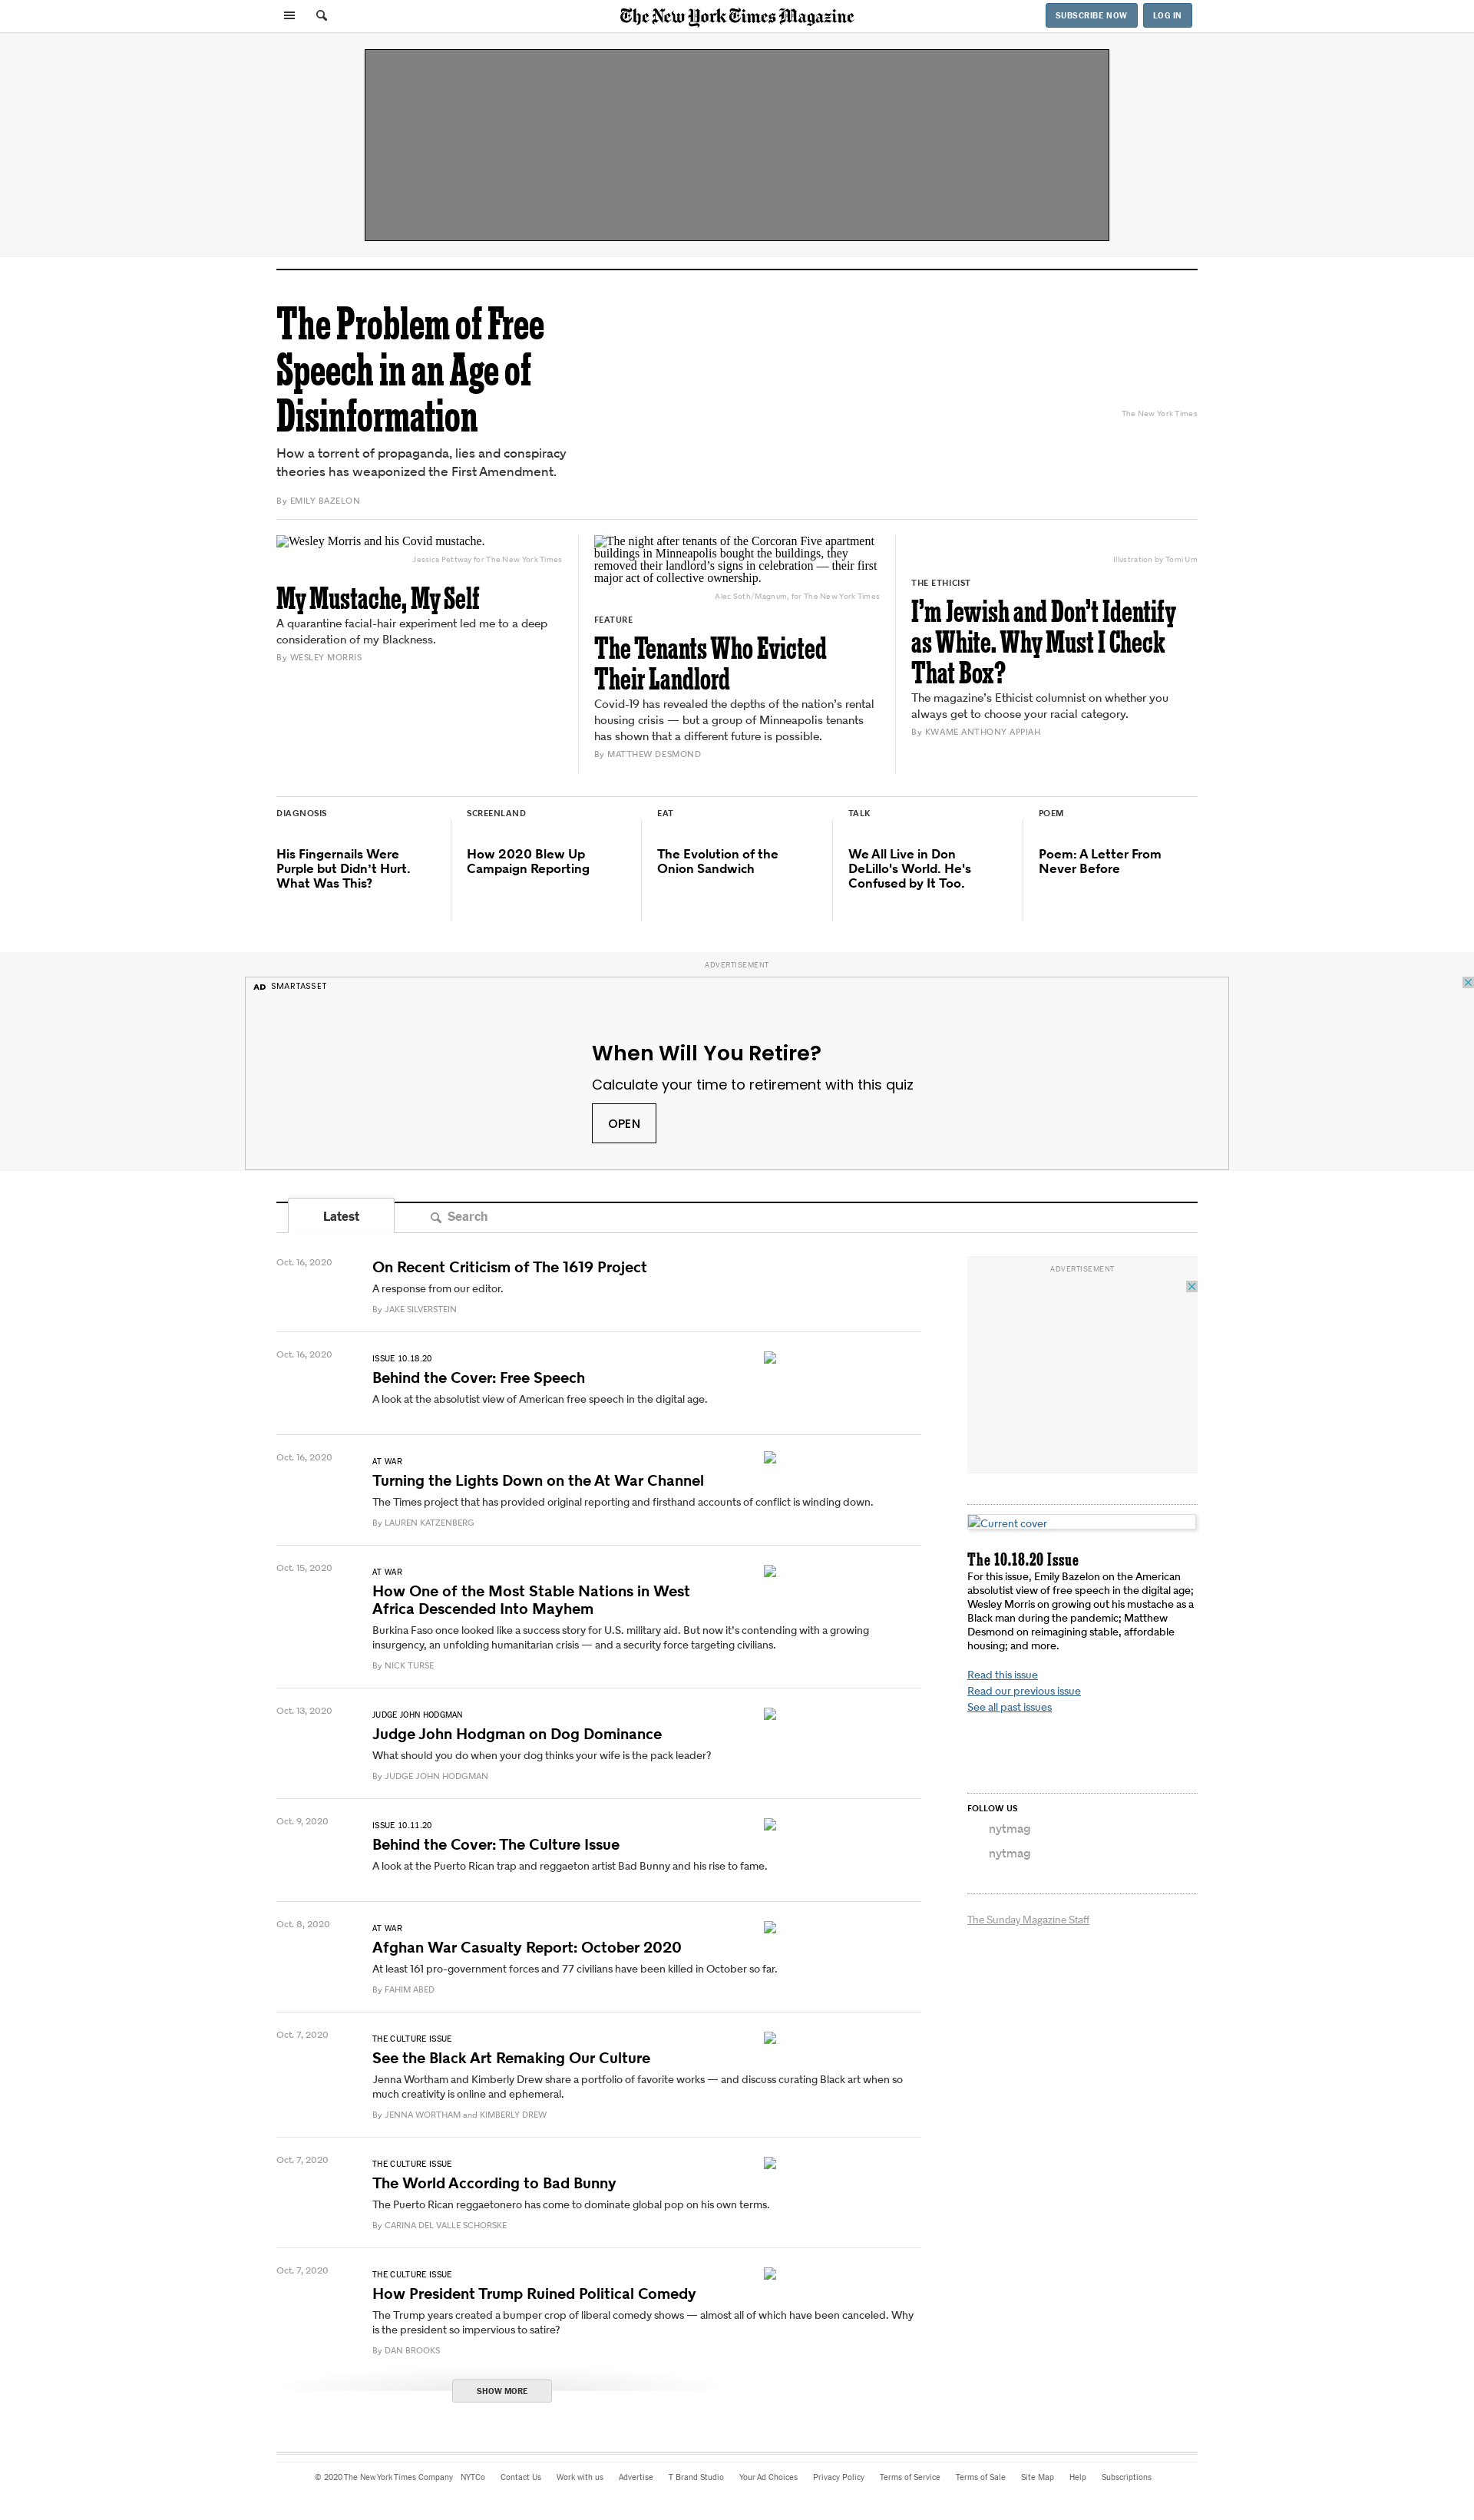 The New York Times Magazine
SUBSCRIBE NOW
LOG IN
The Problem of Free
Speech in an Age of
Disinformation
How a torrent of propaganda, lies and conspiracy
theories has weaponized the First Amendment.
By EMILY BAZELON
The New York Times
Wesley Morris and his Covid mustache.
Jessica Pettway for The New York Times
My Mustache, My Self
A quarantine facial-hair experiment led me to a deep
consideration of my Blackness.
By WESLEY MORRIS
The night after tenants of the Corcoran Five apartment
buildings in Minneapolis bought the buildings, they
removed their landlord’s signs in celebration — their first
major act of collective ownership.
Alec Soth/Magnum, for The New York Times
FEATURE
The Tenants Who Evicted
Their Landlord
Covid-19 has revealed the depths of the nation’s rental
housing crisis — but a group of Minneapolis tenants
has shown that a different future is possible.
By MATTHEW DESMOND
Illustration by Tomi Um
THE ETHICIST
I’m Jewish and Don’t Identify
as White. Why Must I Check
That Box?
The magazine’s Ethicist columnist on whether you
always get to choose your racial category.
By KWAME ANTHONY APPIAH
DIAGNOSIS
His Fingernails Were
Purple but Didn’t Hurt.
What Was This?
SCREENLAND
How 2020 Blew Up
Campaign Reporting
EAT
The Evolution of the
Onion Sandwich
TALK
We All Live in Don
DeLillo's World. He's
Confused by It Too.
POEM
Poem: A Letter From
Never Before
ADVERTISEMENT
AD SMARTASSET
When Will You Retire?
Calculate your time to retirement with this quiz
OPEN
Latest
Search
Oct. 16, 2020
On Recent Criticism of The 1619 Project
A response from our editor.
By JAKE SILVERSTEIN
Oct. 16, 2020
ISSUE 10.18.20
Behind the Cover: Free Speech
A look at the absolutist view of American free speech in the digital age.
Oct. 16, 2020
AT WAR
Turning the Lights Down on the At War Channel
The Times project that has provided original reporting and firsthand accounts of conflict is winding down.
By LAUREN KATZENBERG
Oct. 15, 2020
AT WAR
How One of the Most Stable Nations in West
Africa Descended Into Mayhem
Burkina Faso once looked like a success story for U.S. military aid. But now it’s contending with a growing
insurgency, an unfolding humanitarian crisis — and a security force targeting civilians.
By NICK TURSE
Oct. 13, 2020
JUDGE JOHN HODGMAN
Judge John Hodgman on Dog Dominance
What should you do when your dog thinks your wife is the pack leader?
By JUDGE JOHN HODGMAN
Oct. 9, 2020
ISSUE 10.11.20
Behind the Cover: The Culture Issue
A look at the Puerto Rican trap and reggaeton artist Bad Bunny and his rise to fame.
Oct. 8, 2020
AT WAR
Afghan War Casualty Report: October 2020
At least 161 pro-government forces and 77 civilians have been killed in October so far.
By FAHIM ABED
Oct. 7, 2020
THE CULTURE ISSUE
See the Black Art Remaking Our Culture
Jenna Wortham and Kimberly Drew share a portfolio of favorite works — and discuss curating Black art when so
much creativity is online and ephemeral.
By JENNA WORTHAM and KIMBERLY DREW
Oct. 7, 2020
THE CULTURE ISSUE
The World According to Bad Bunny
The Puerto Rican reggaetonero has come to dominate global pop on his own terms.
By CARINA DEL VALLE SCHORSKE
Oct. 7, 2020
THE CULTURE ISSUE
How President Trump Ruined Political Comedy
The Trump years created a bumper crop of liberal comedy shows — almost all of which have been canceled. Why
is the president so impervious to satire?
By DAN BROOKS
SHOW MORE
ADVERTISEMENT
Current cover
The 10.18.20 Issue
For this issue, Emily Bazelon on the American
absolutist view of free speech in the digital age;
Wesley Morris on growing out his mustache as a
Black man during the pandemic; Matthew
Desmond on reimagining stable, affordable
housing; and more.
Read this issue
Read our previous issue
See all past issues
FOLLOW US
nytmag
nytmag
The Sunday Magazine Staff
© 2020 The New York Times Company NYTCo Contact Us Work with us Advertise T Brand Studio Your Ad Choices Privacy Policy Terms of Service Terms of Sale Site Map Help Subscriptions